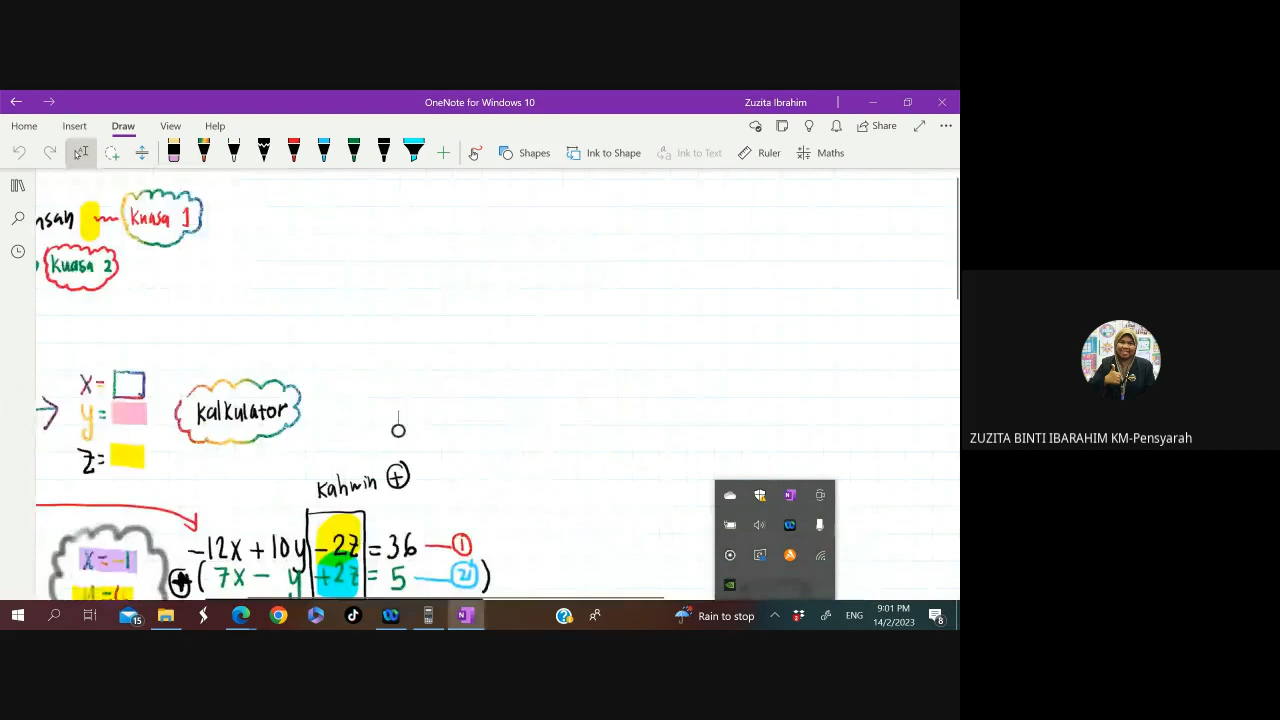 OneNote for Windows 10
Zuzita Ibrahim
Home Insert Draw View Help
Share
Shapes Ink to Shape Ink to Text Ruler Maths
Kuasa 1
Kuasa 2
x=
y=
z=
Kalkulator
Kahwin +
-12x + 10y - 2z = 36 — 1
+ ( 7x - y + 2z = 5 — 2 )
x = -1
ZUZITA BINTI IBARAHIM KM-Pensyarah
15
Rain to stop
ENG
9:01 PM
14/2/2023
8